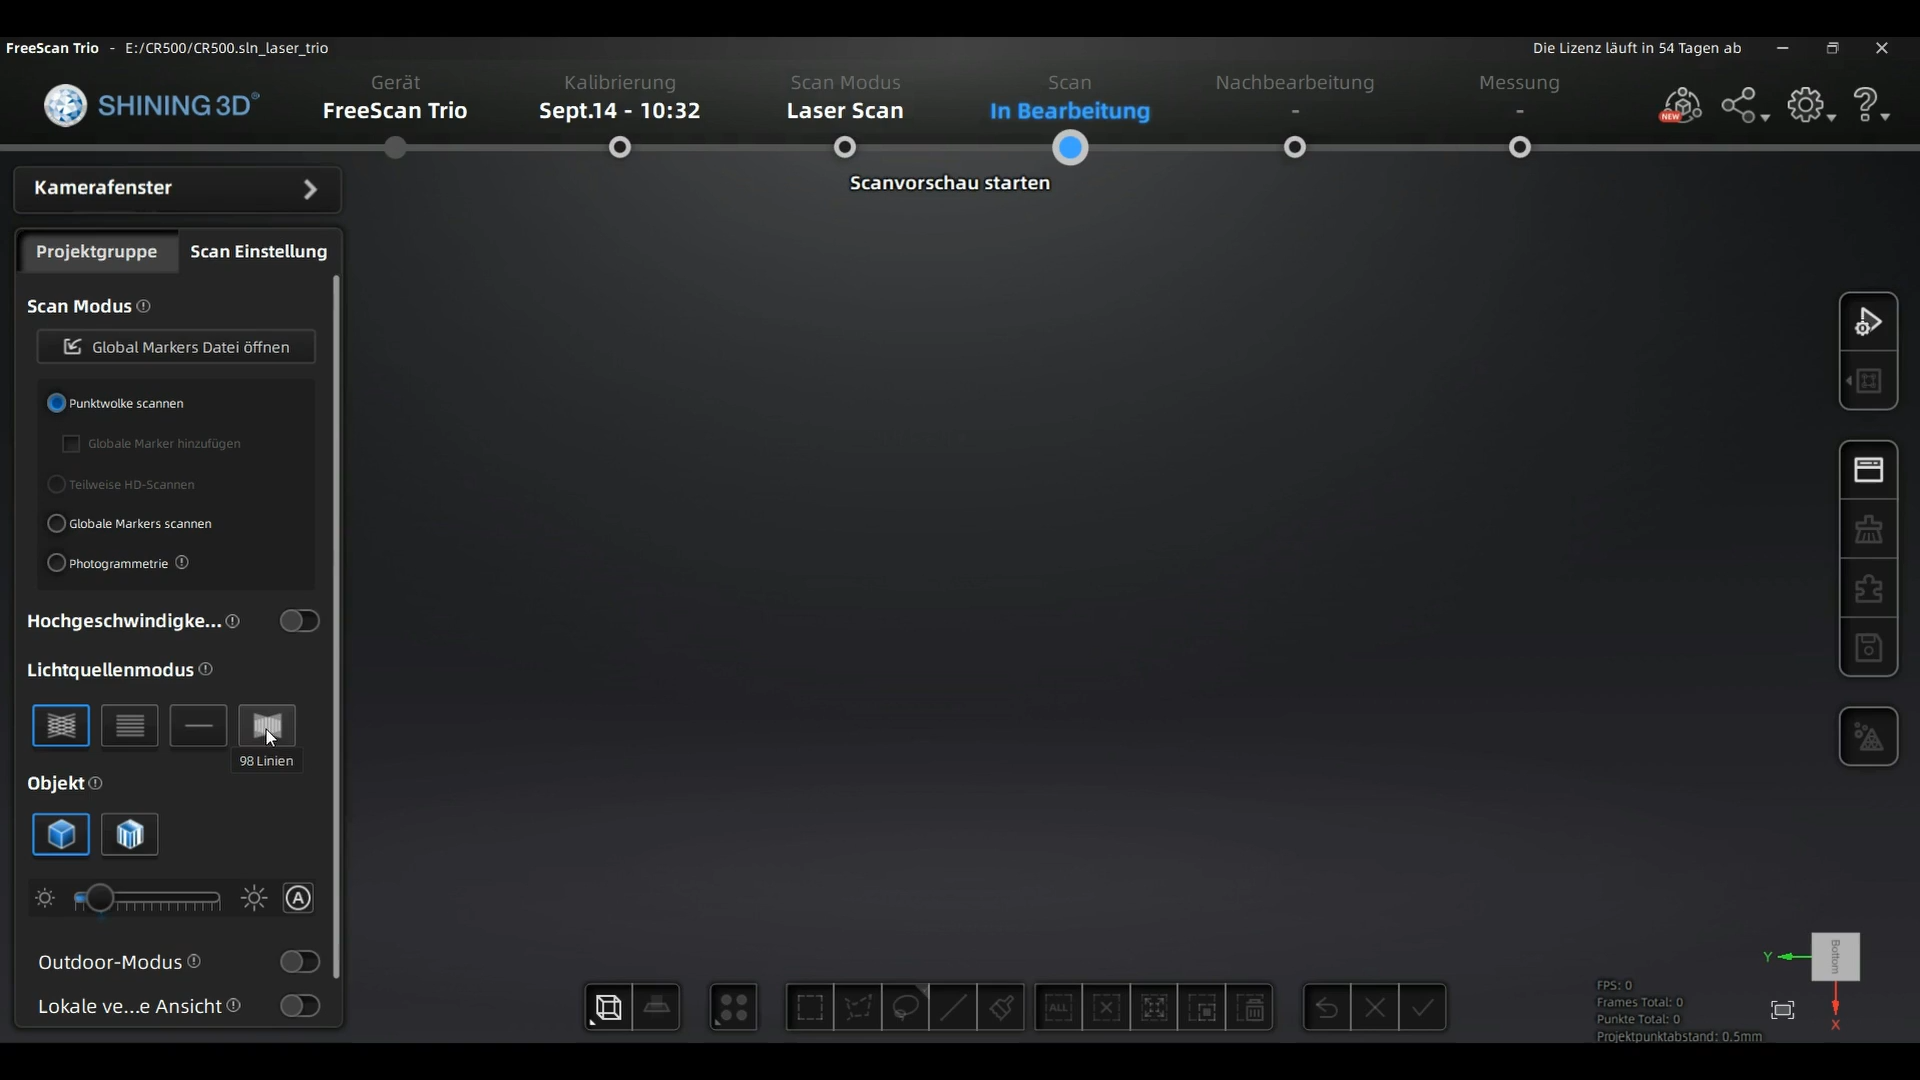 FreeScan Trio - E:/CR500/CR500.sln_laser_trio
Die Lizenz läuft in 54 Tagen ab
SHINING 3D®
Gerät
FreeScan Trio
Kalibrierung
Sept.14 - 10:32
Scan Modus
Laser Scan
Scan
In Bearbeitung
Nachbearbeitung
-
Messung
-
NEW
Scanvorschau starten
Kamerafenster
Projektgruppe
Scan Einstellung
Scan Modus
Global Markers Datei öffnen
Punktwolke scannen
Globale Marker hinzufügen
Teilweise HD-Scannen
Globale Markers scannen
Photogrammetrie
Hochgeschwindigke...
Lichtquellenmodus
98 Linien
Objekt
A
Outdoor-Modus
Lokale ve...e Ansicht
ALL
FPS: 0
Frames Total: 0
Punkte Total: 0
Projektpunktabstand: 0.5mm
Y
Bottom
X